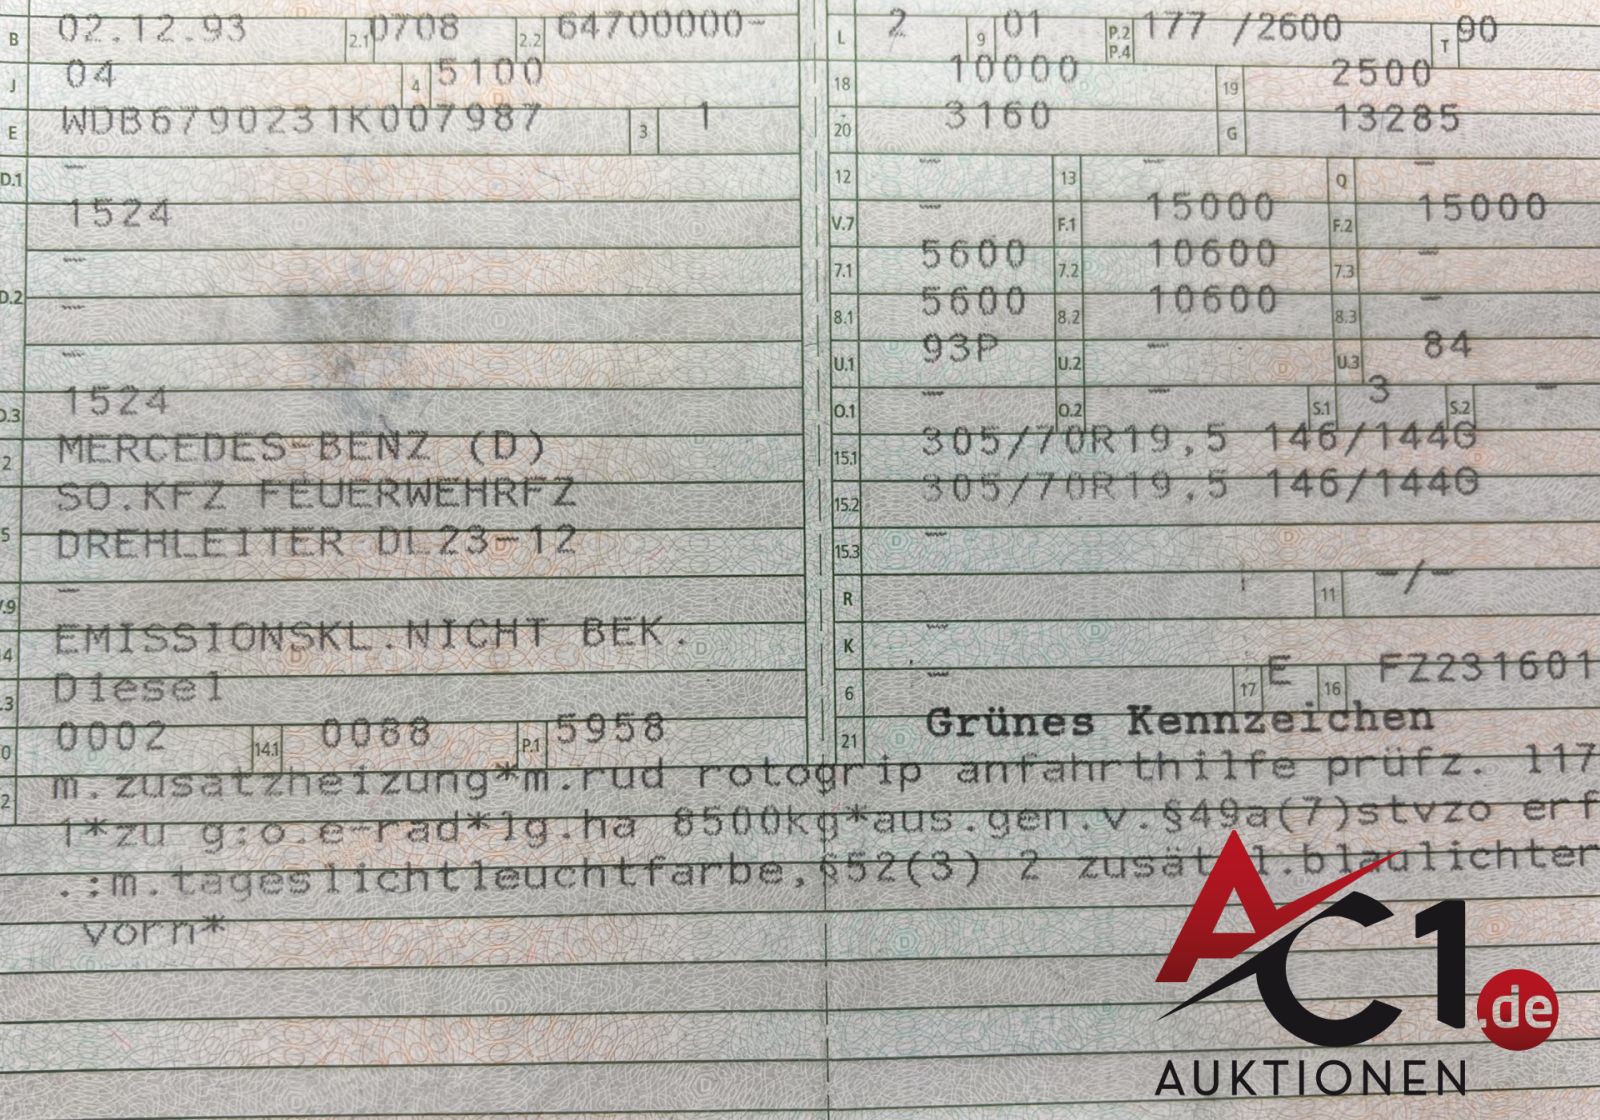 B 02.12.93 2.1 0708 2.2 64700000-
J 04 4 5100
E WDB6790231K007987 3 1
D.1 -
1524
-
D.2 -
-
D.3 1524
2 MERCEDES-BENZ (D)
SO.KFZ FEUERWEHRFZ
5 DREHLEITER DL23-12
V.9 -
14 EMISSIONSKL.NICHT BEK.
P.3 Diesel
10 0002 14.1 0088 P.1 5958
L 2 9 01 P.2 P.4 177 /2600 T 90
18 10000 19 2500
20 3160 G 13285
12 - 13 - Q -
V.7 - F.1 15000 F.2 15000
7.1 5600 7.2 10600 7.3 -
8.1 5600 8.2 10600 8.3 -
U.1 93P U.2 - U.3 84
O.1 - O.2 - S.1 3 S.2 -
15.1 305/70R19,5 146/144G
15.2 305/70R19,5 146/144G
15.3 -
R - 11 -/-
K -
6 - 17 E 16 FZ231601
21 Grünes Kennzeichen
22 m.zusatzheizung*m.rud rotogrip anfahrthilfe prüfz. 117
1*zu g:o.e-rad*lg.ha 8500kg*aus.gen.v.§49a(7)stvzo erf
.:m.tageslichtleuchtfarbe,§52(3) 2 zusätzl.blaulichter
vorn*
AC1.de
AUKTIONEN